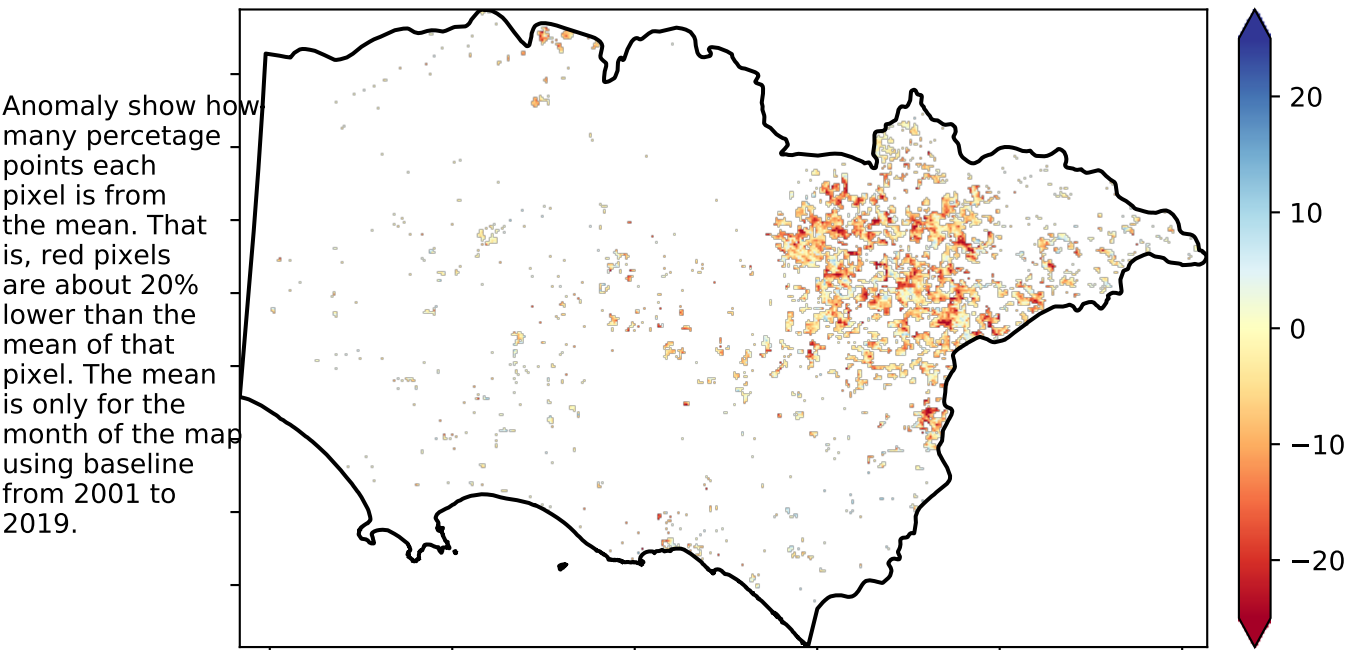 Anomaly show how
many percetage
points each
pixel is from
the mean. That
is, red pixels
are about 20%
lower than the
mean of that
pixel. The mean
is only for the
month of the map
using baseline
from 2001 to
2019.
20
10
0
−10
−20